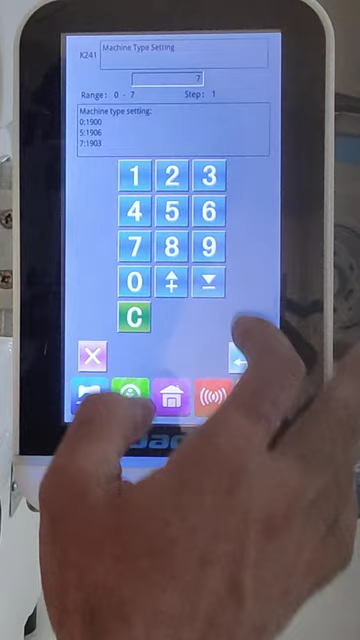 K241 Machine Type Setting
7
Range: 0 - 7 Step: 1
Machine type setting:
0:1900
5:1906
7:1903
1 2 3
4 5 6
7 8 9
0
C
X